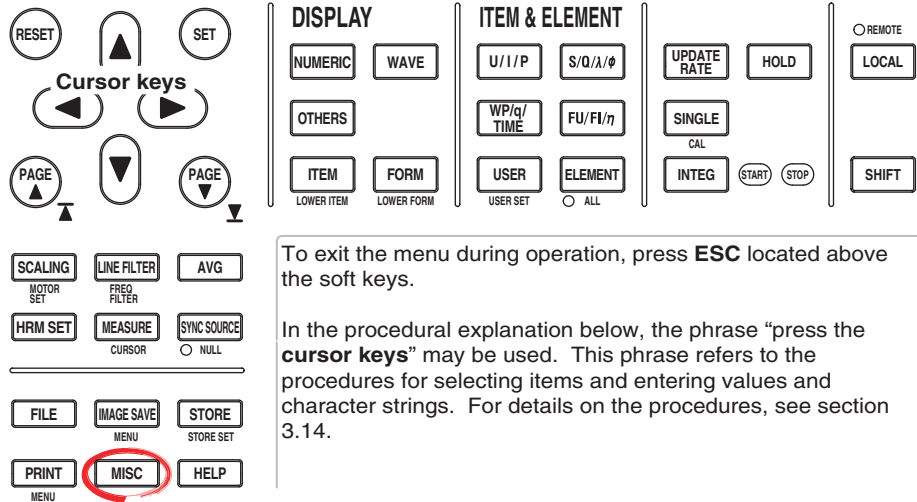 RESET
SET
Cursor keys
PAGE
PAGE
DISPLAY
NUMERIC
WAVE
OTHERS
ITEM
FORM
LOWER ITEM
LOWER FORM
ITEM & ELEMENT
U / I / P
S/Q/λ/ϕ
WP/q/
TIME
FU/FI/η
USER
ELEMENT
USER SET
ALL
UPDATE
RATE
HOLD
SINGLE
CAL
INTEG
START
STOP
REMOTE
LOCAL
SHIFT
SCALING
LINE FILTER
AVG
MOTOR
SET
FREQ
FILTER
HRM SET
MEASURE
SYNC SOURCE
CURSOR
NULL
FILE
IMAGE SAVE
STORE
MENU
STORE SET
PRINT
MISC
HELP
MENU
To exit the menu during operation, press ESC located above
the soft keys.
In the procedural explanation below, the phrase “press the
cursor keys” may be used. This phrase refers to the
procedures for selecting items and entering values and
character strings. For details on the procedures, see section
3.14.